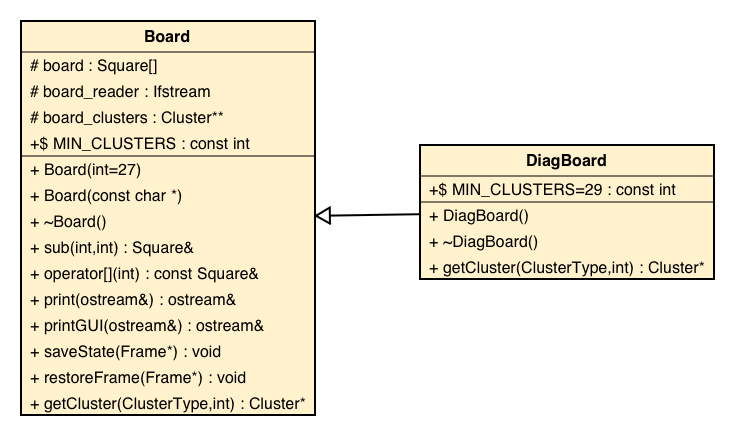 Board
# board : Square[]
# board_reader : Ifstream
# board_clusters : Cluster**
+$ MIN_CLUSTERS : const int
+ Board(int=27)
+ Board(const char *)
+ ~Board()
+ sub(int,int) : Square&
+ operator[](int) : const Square&
+ print(ostream&) : ostream&
+ printGUI(ostream&) : ostream&
+ saveState(Frame*) : void
+ restoreFrame(Frame*) : void
+ getCluster(ClusterType,int) : Cluster*
DiagBoard
+$ MIN_CLUSTERS=29 : const int
+ DiagBoard()
+ ~DiagBoard()
+ getCluster(ClusterType,int) : Cluster*